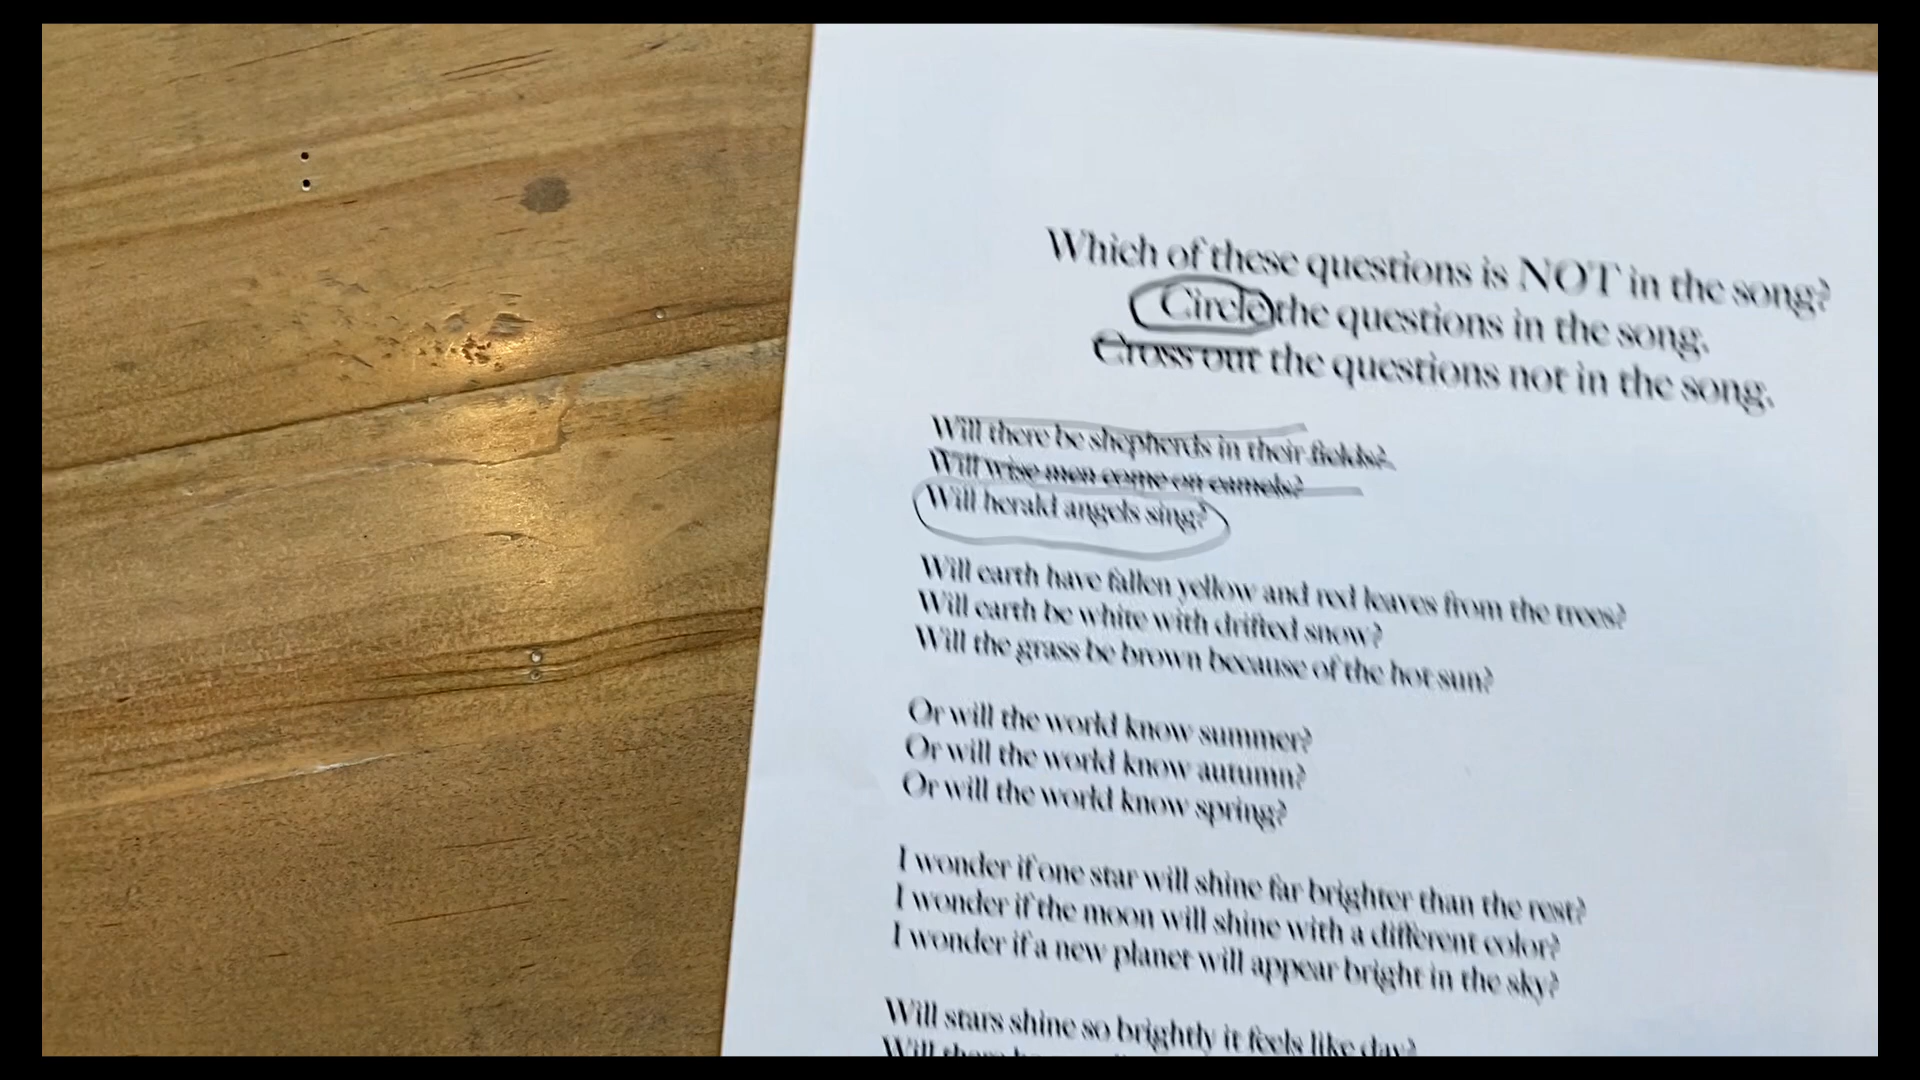 Which of these questions is NOT in the song?
Circle the questions in the song.
Cross out the questions not in the song.
Will there be shepherds in their fields?
Will wise men come on camels?
Will herald angels sing?
Will earth have fallen yellow and red leaves from the trees?
Will earth be white with drifted snow?
Will the grass be brown because of the hot sun?
Or will the world know summer?
Or will the world know autumn?
Or will the world know spring?
I wonder if one star will shine far brighter than the rest?
I wonder if the moon will shine with a different color?
I wonder if a new planet will appear bright in the sky?
Will stars shine so brightly it feels like day?
Will there